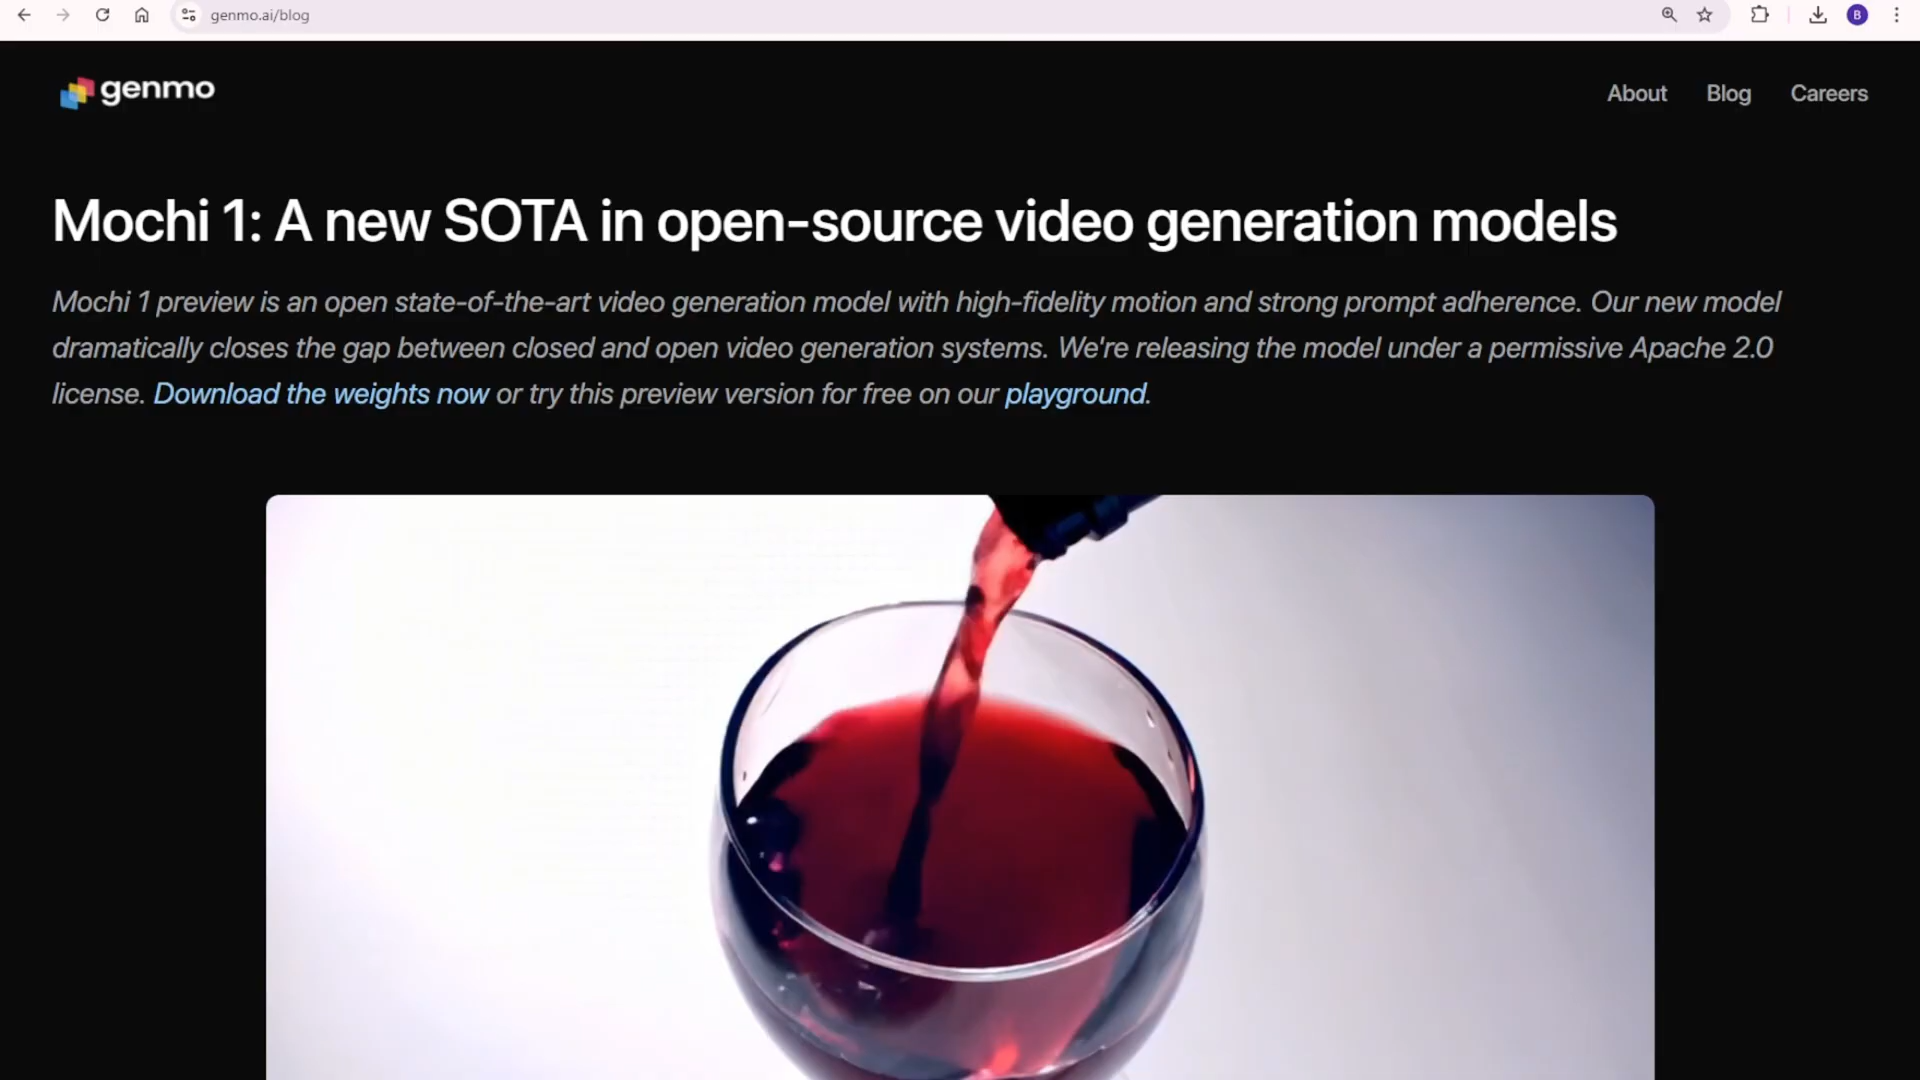 genmo.ai/blog
B
genmo
About Blog Careers
Mochi 1: A new SOTA in open-source video generation models
Mochi 1 preview is an open state-of-the-art video generation model with high-fidelity motion and strong prompt adherence. Our new model
dramatically closes the gap between closed and open video generation systems. We're releasing the model under a permissive Apache 2.0
license. Download the weights now or try this preview version for free on our playground.